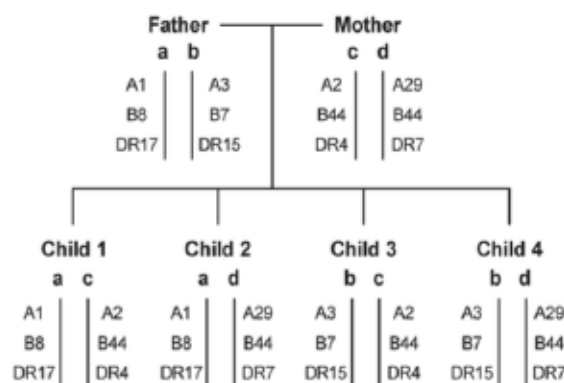 Father Mother
a b c d
A1 A3 A2 A29
B8 B7 B44 B44
DR17 DR15 DR4 DR7
Child 1 Child 2 Child 3 Child 4
a c a d b c b d
A1 A2 A1 A29 A3 A2 A3 A29
B8 B44 B8 B44 B7 B44 B7 B44
DR17 DR4 DR17 DR7 DR15 DR4 DR15 DR7